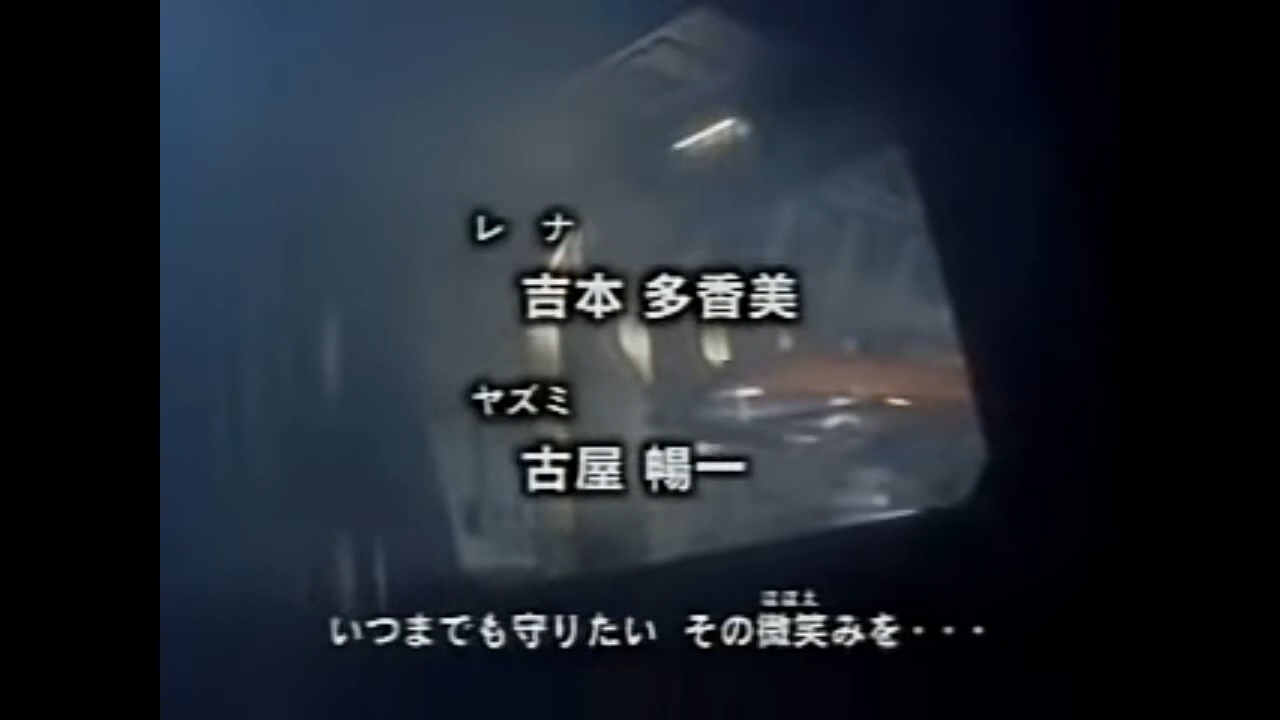 レナ
吉本 多香美
ヤズミ
古屋 暢一
ほほえ
いつまでも守りたい その微笑みを・・・